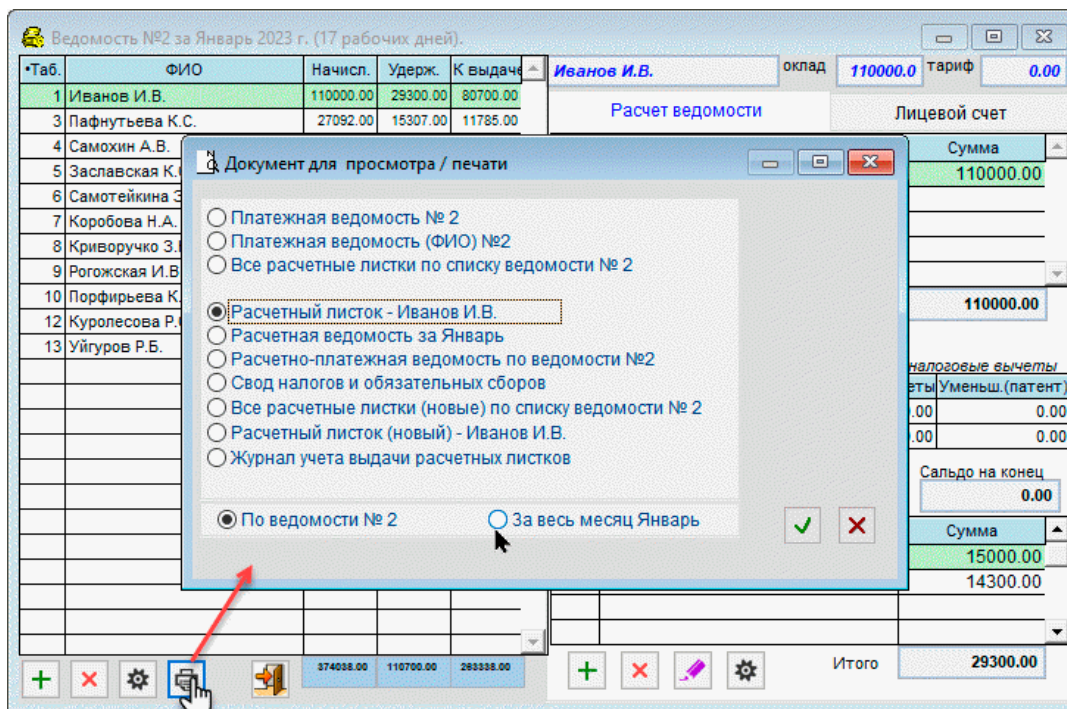 Ведомость №2 за Январь 2023 г. (17 рабочих дней).
•Таб. ФИО Начисл. Удерж. К выдаче
1 Иванов И.В. 110000.00 29300.00 80700.00
3 Пафнутьева К.С. 27092.00 15307.00 11785.00
4 Самохин А.В.
5 Заславская К.
6 Самотейкина
7 Коробова Н.А.
8 Криворучко З.
9 Рогожская И.В
10 Порфирьева К.
12 Куролесова Р.
13 Уйгуров Р.Б.
374038.00 110700.00 263338.00
Иванов И.В. оклад 110000.0 тариф 0.00
Расчет ведомости Лицевой счет
Сумма
110000.00
110000.00
налоговые вычеты
еты Уменьш.(патент)
.00 0.00
.00 0.00
Сальдо на конец
0.00
Сумма
15000.00
14300.00
Итого 29300.00
Документ для просмотра / печати
Платежная ведомость № 2
Платежная ведомость (ФИО) №2
Все расчетные листки по списку ведомости № 2
Расчетный листок - Иванов И.В.
Расчетная ведомость за Январь
Расчетно-платежная ведомость по ведомости №2
Свод налогов и обязательных сборов
Все расчетные листки (новые) по списку ведомости № 2
Расчетный листок (новый) - Иванов И.В.
Журнал учета выдачи расчетных листков
По ведомости № 2 За весь месяц Январь